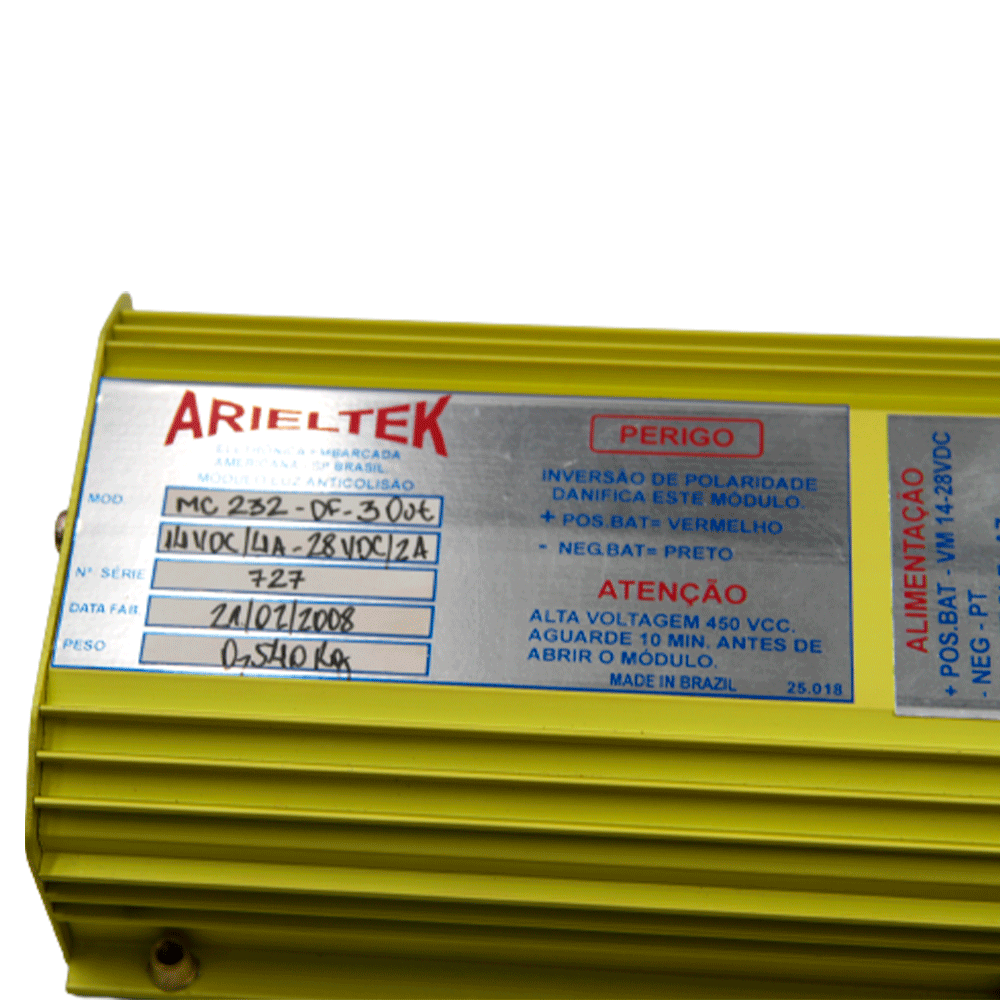 ARIELTEK
ELETRÔNICA EMBARCADA
AMERICANA - SP BRASIL
MÓDULO LUZ ANTICOLISÃO
MOD. MC 232-DF-3 Out
14VDC/4A-28VDC/2A
N° SÉRIE 727
DATA FAB. 21/02/2008
PESO 0,540 Kg
PERIGO
INVERSÃO DE POLARIDADE
DANIFICA ESTE MÓDULO.
+ POS.BAT= VERMELHO
- NEG.BAT= PRETO
ATENÇÃO
ALTA VOLTAGEM 450 VCC.
AGUARDE 10 MIN. ANTES DE
ABRIR O MÓDULO.
MADE IN BRAZIL 25.018
ALIMENTAÇÃO
+ POS.BAT - VM 14-28VDC
- NEG - PT